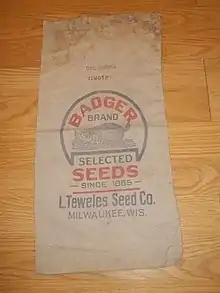 BADGER
BRAND
SELECTED
SEEDS
SINCE 1865
L. Teweles Seed Co.
MILWAUKEE, WIS.